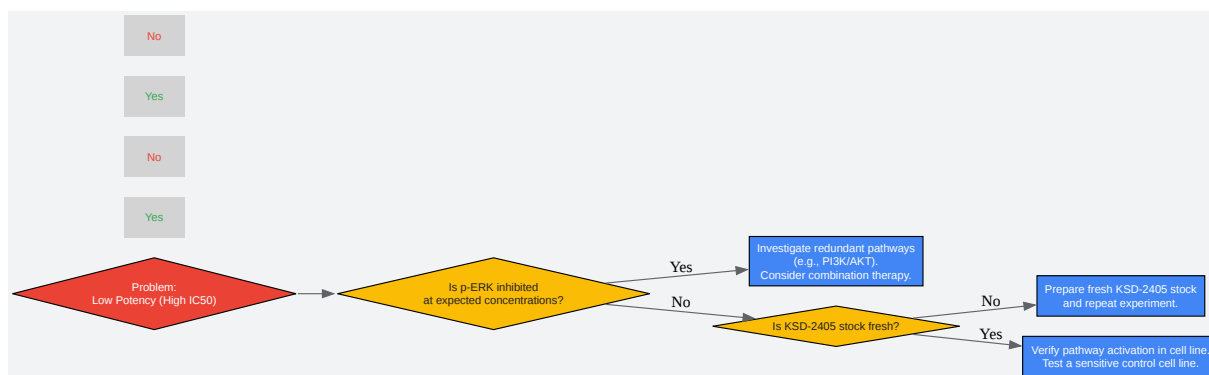 No
Yes
No
Yes
Problem:
Low Potency (High IC50)
Is p-ERK inhibited
at expected concentrations?
Yes
No
Investigate redundant pathways
(e.g., PI3K/AKT).
Consider combination therapy.
Is KSD-2405 stock fresh?
No
Yes
Prepare fresh KSD-2405 stock
and repeat experiment.
Verify pathway activation in cell line.
Test a sensitive control cell line.